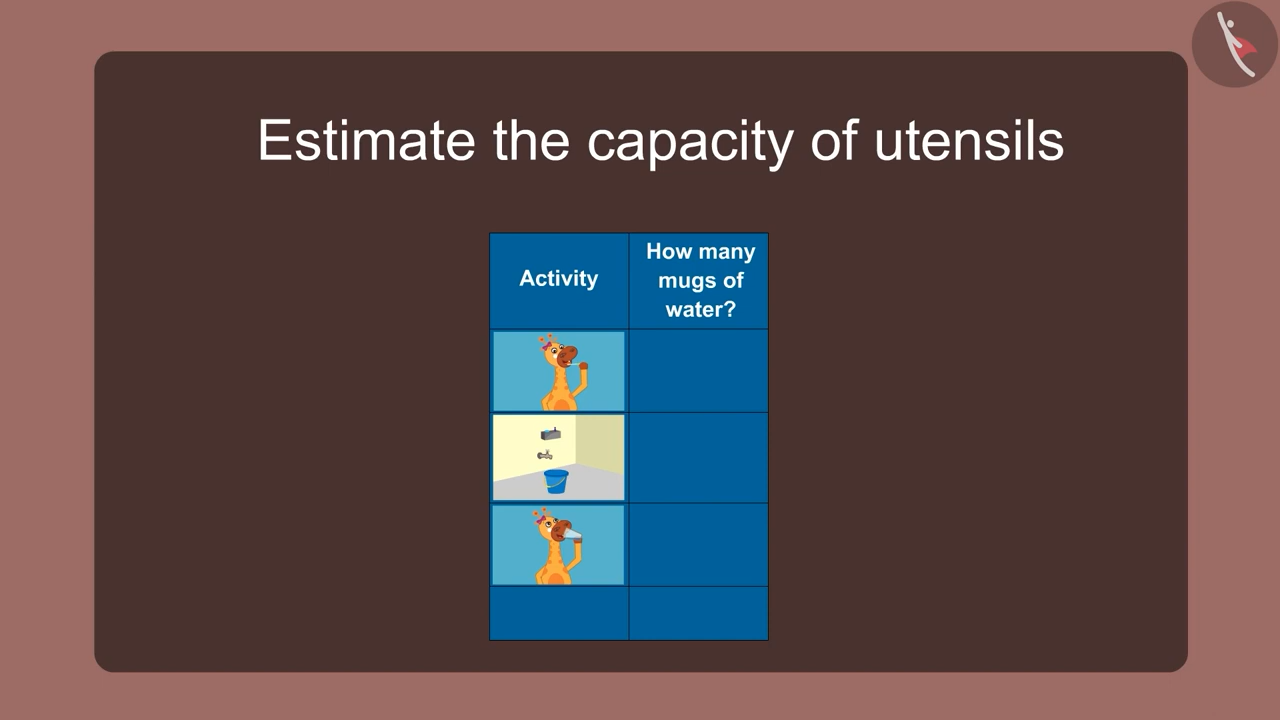 Estimate the capacity of utensils
Activity
How many
mugs of
water?